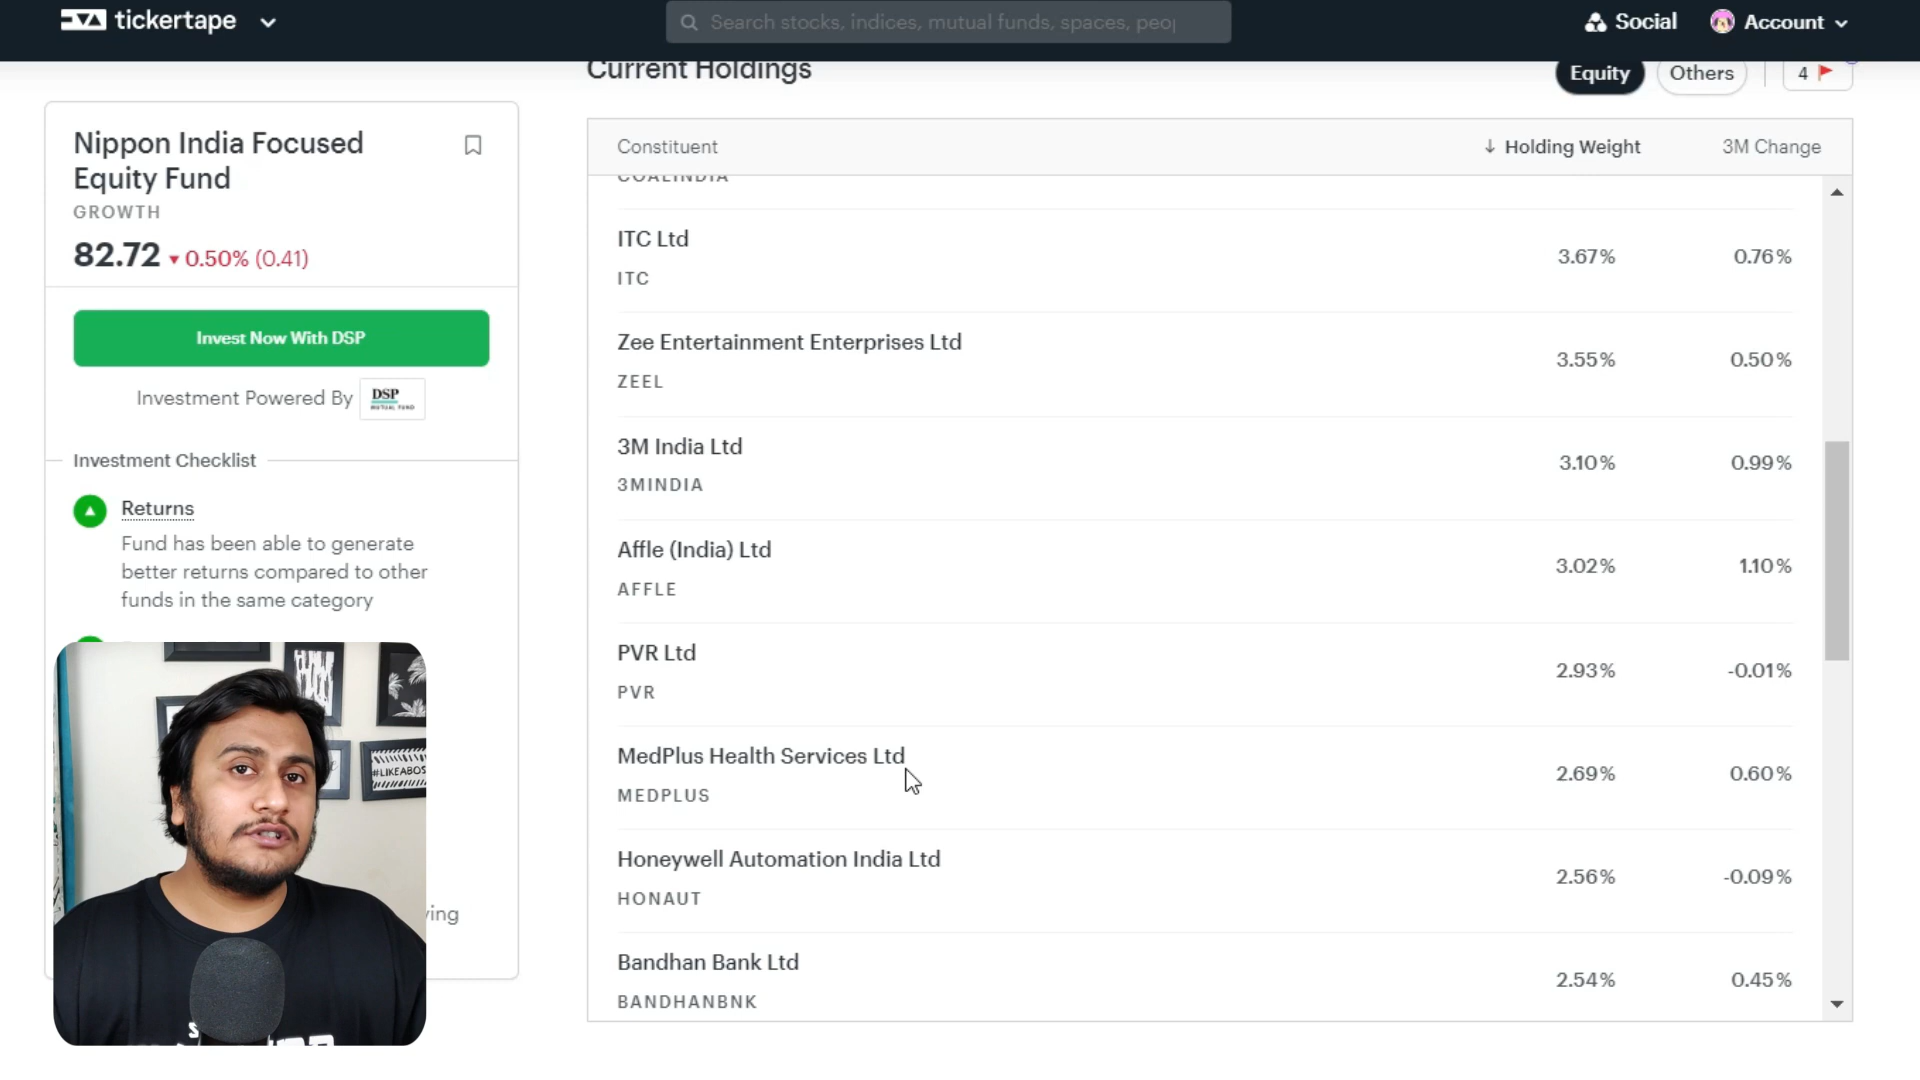 tickertape
Search stocks, indices, mutual funds, spaces, peop
Social
Account
Current Holdings
Equity
Others
4
Nippon India Focused
Equity Fund
GROWTH
82.72 ▼ 0.50% (0.41)
Invest Now With DSP
Investment Powered By
DSP
MUTUAL FUND
Investment Checklist
Returns
Fund has been able to generate
better returns compared to other
funds in the same category
ying
#LIKEABOS
Constituent
↓ Holding Weight
3M Change
COALINDIA
ITC Ltd
ITC
3.67%
0.76%
Zee Entertainment Enterprises Ltd
ZEEL
3.55%
0.50%
3M India Ltd
3MINDIA
3.10%
0.99%
Affle (India) Ltd
AFFLE
3.02%
1.10%
PVR Ltd
PVR
2.93%
-0.01%
MedPlus Health Services Ltd
MEDPLUS
2.69%
0.60%
Honeywell Automation India Ltd
HONAUT
2.56%
-0.09%
Bandhan Bank Ltd
BANDHANBNK
2.54%
0.45%